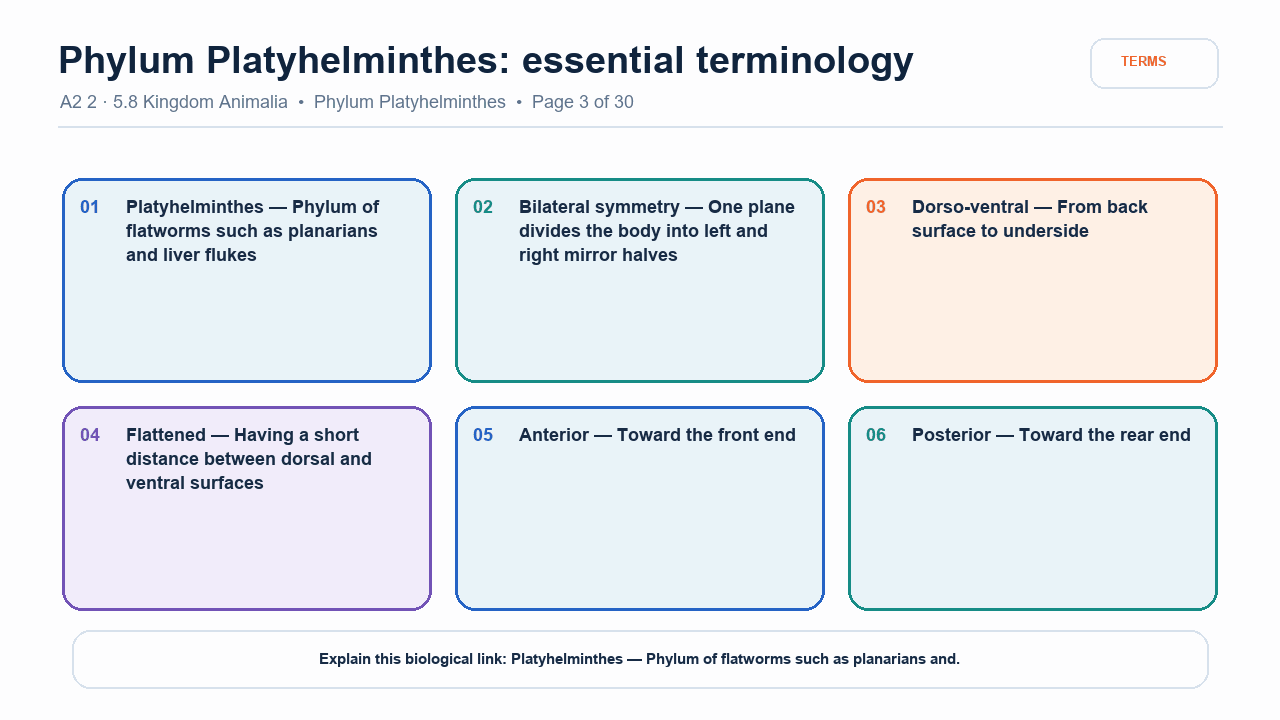 Phylum Platyhelminthes: essential terminology
TERMS
A2 2 · 5.8 Kingdom Animalia • Phylum Platyhelminthes • Page 3 of 30
01 Platyhelminthes — Phylum of
flatworms such as planarians
and liver flukes
02 Bilateral symmetry — One plane
divides the body into left and
right mirror halves
03 Dorso-ventral — From back
surface to underside
04 Flattened — Having a short
distance between dorsal and
ventral surfaces
05 Anterior — Toward the front end
06 Posterior — Toward the rear end
Explain this biological link: Platyhelminthes — Phylum of flatworms such as planarians and.